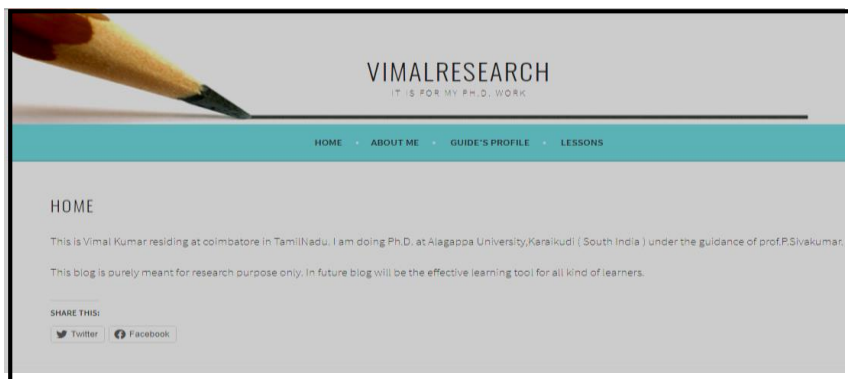 VIMALRESEARCH
IT IS FOR MY PH.D. WORK
HOME ABOUT ME GUIDE'S PROFILE LESSONS
HOME
This is Vimal Kumar residing at coimbatore in TamilNadu. I am doing Ph.D. at Alagappa University,Karaikudi ( South India ) under the guidance of prof.P.Sivakumar.
This blog is purely meant for research purpose only. In future blog will be the effective learning tool for all kind of learners.
SHARE THIS:
Twitter Facebook